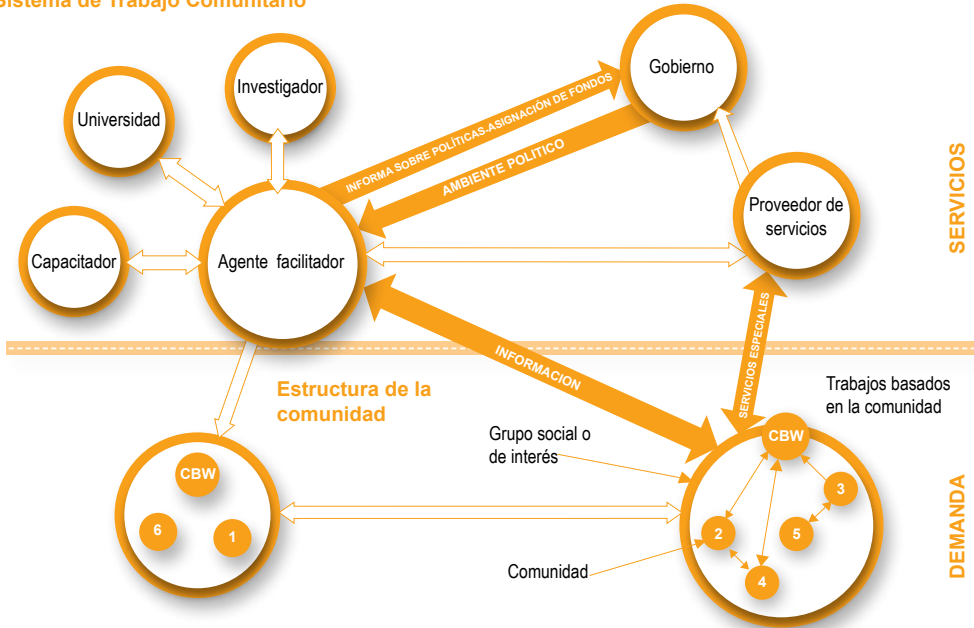 Sistema de Trabajo Comunitario
Gobierno
Investigador
Universidad
INFORMA SOBRE POLÍTICAS-ASIGNACIÓN DE FONDOS
AMBIENTE POLITICO
Proveedor de
servicios
SERVICIOS
Capacitador
Agente facilitador
SERVICIOS ESPECIALES
INFORMACION
Estructura de la
comunidad
Trabajos basados
en la comunidad
Grupo social o
de interés
CBW
CBW
3
6
1
2
5
4
Comunidad
DEMANDA